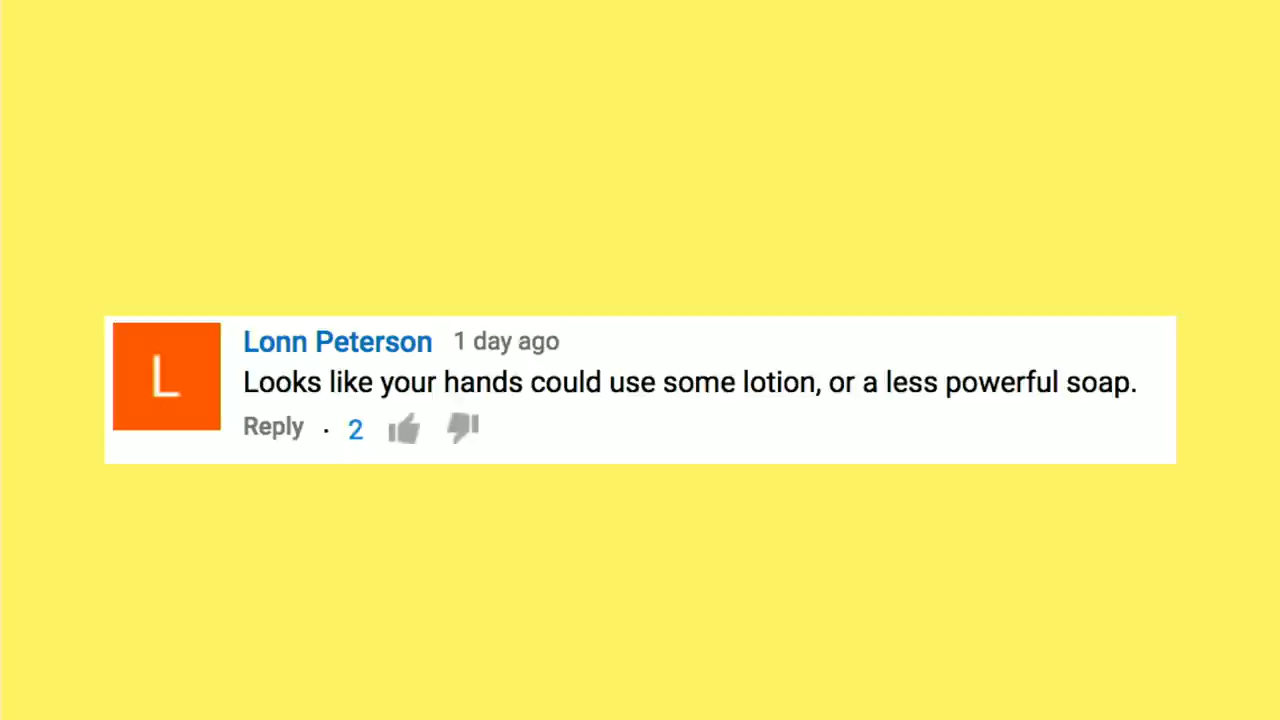 L
Lonn Peterson 1 day ago
Looks like your hands could use some lotion, or a less powerful soap.
Reply · 2